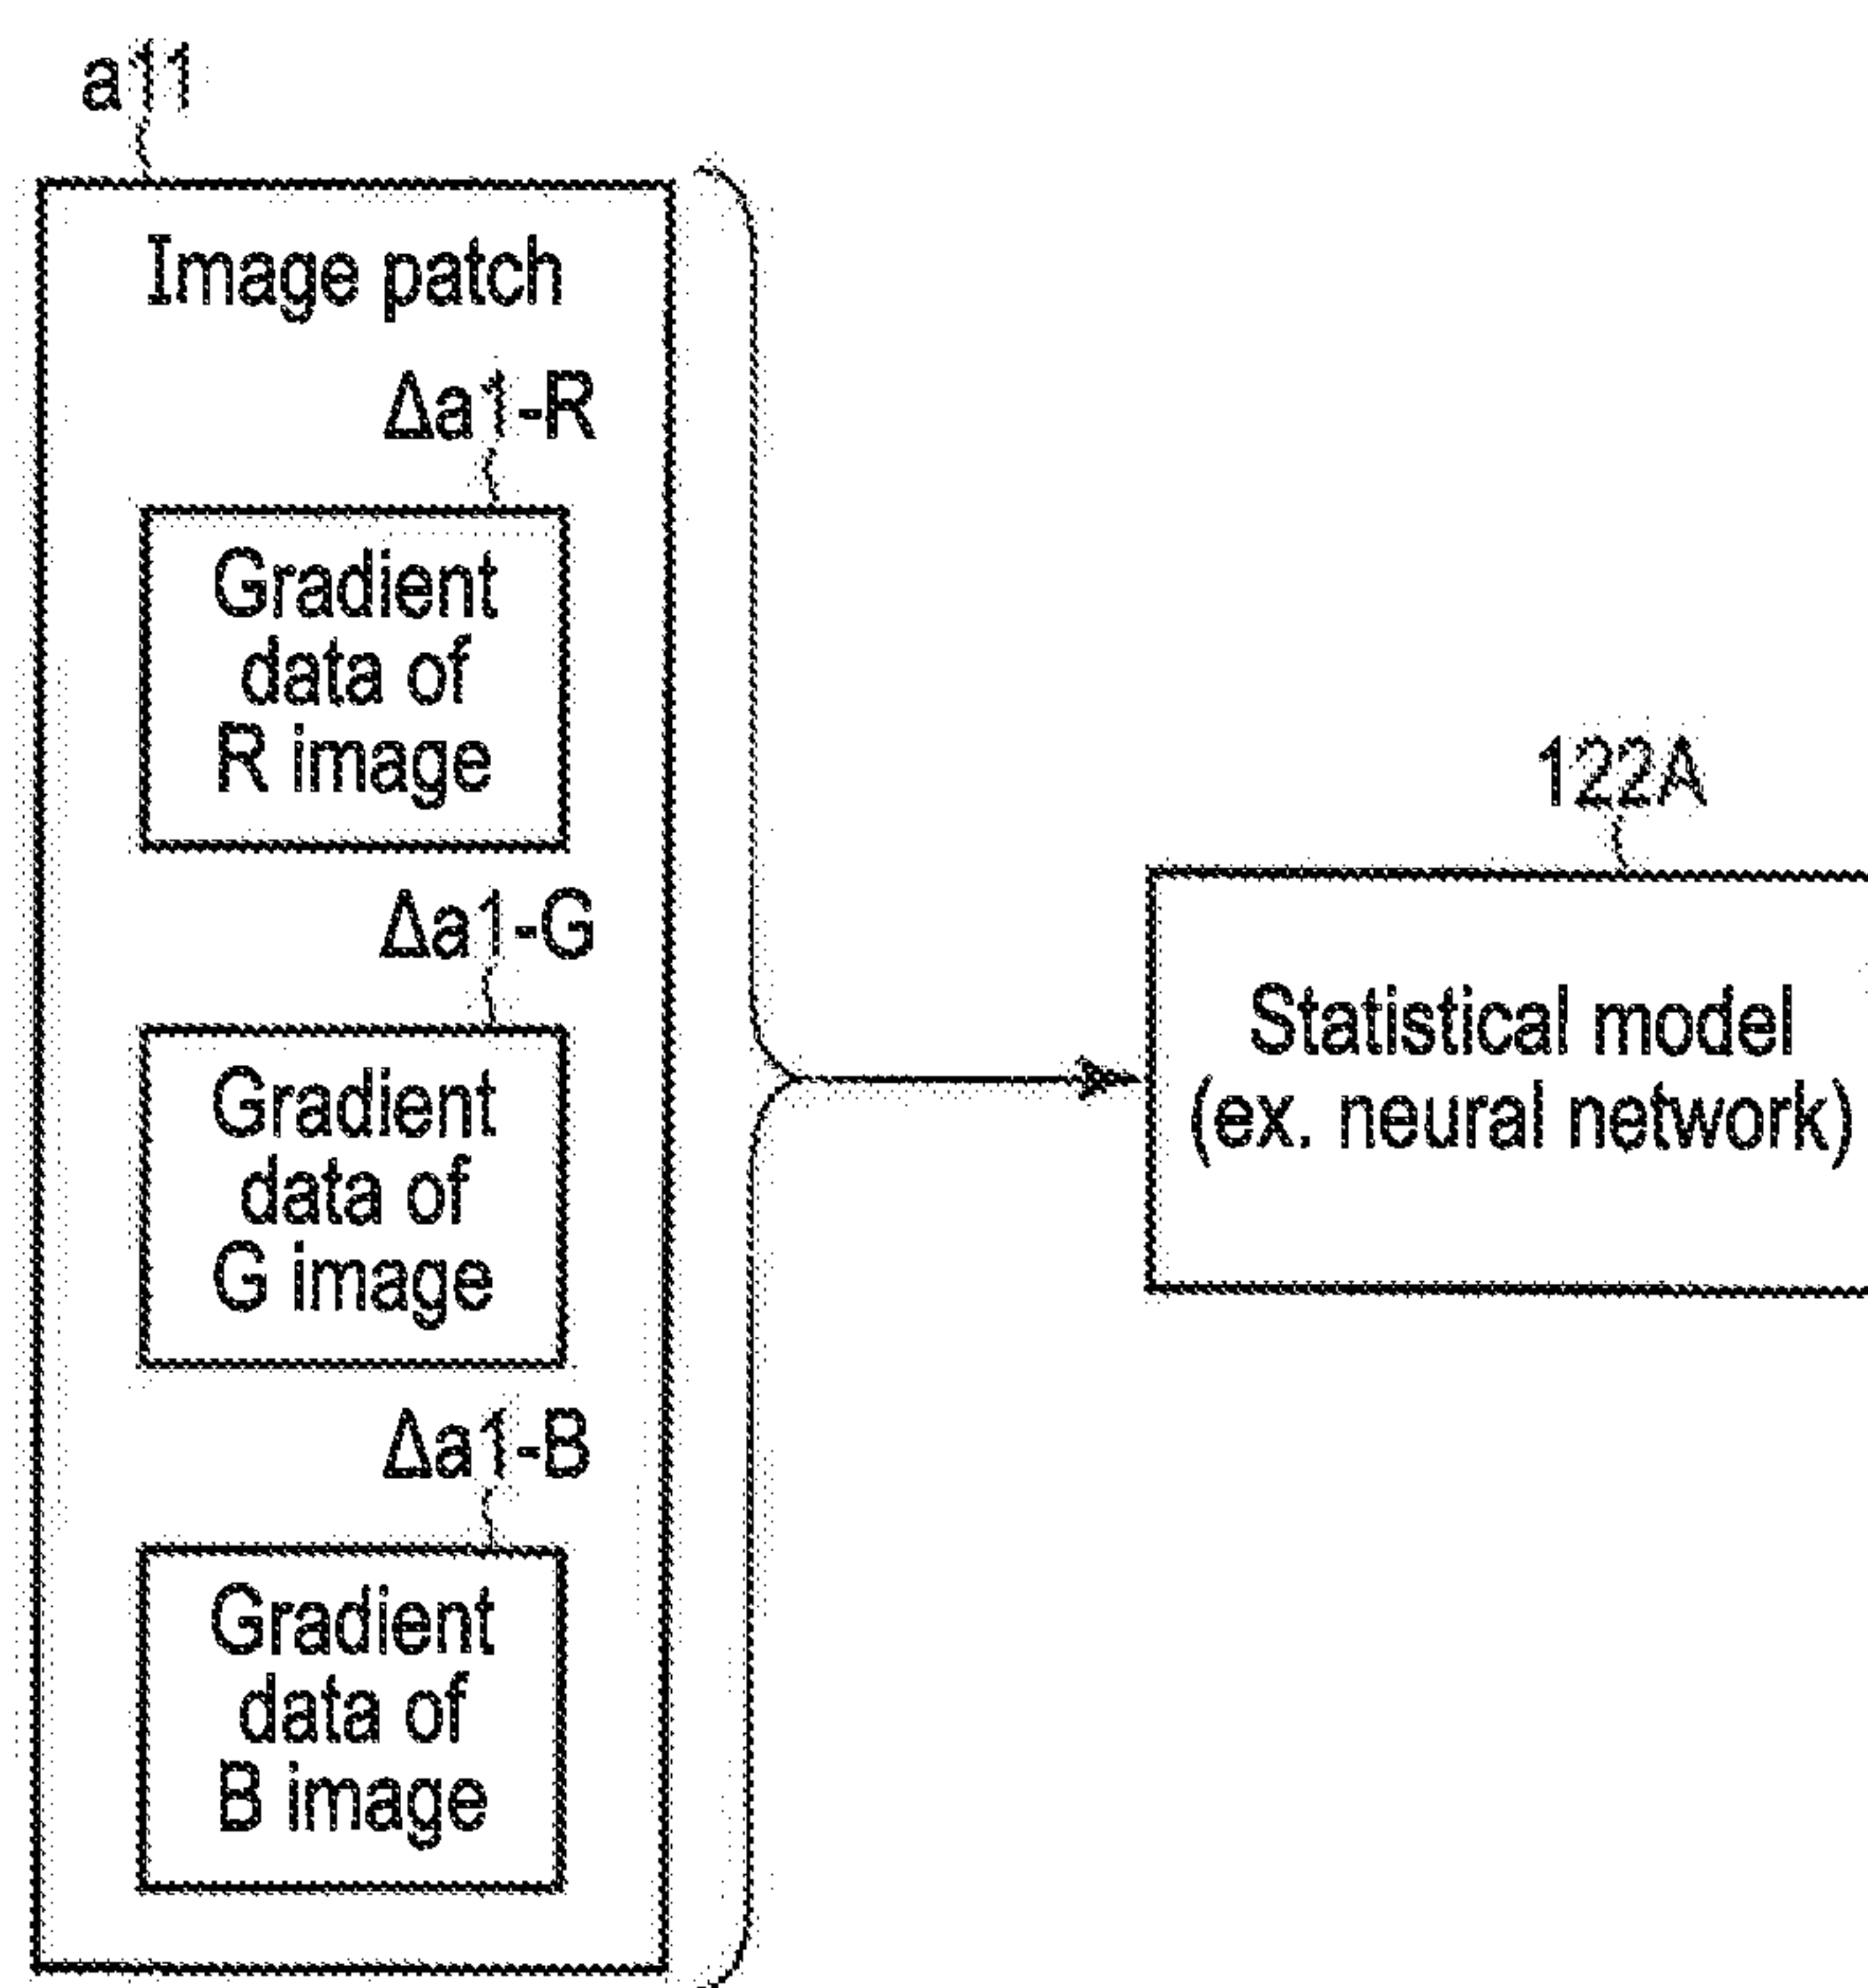 a11
Image patch
Δa1-R
Gradient
data of
R image
Δa1-G
Gradient
data of
G image
Δa1-B
Gradient
data of
B image
122A
Statistical model
(ex. neural network)